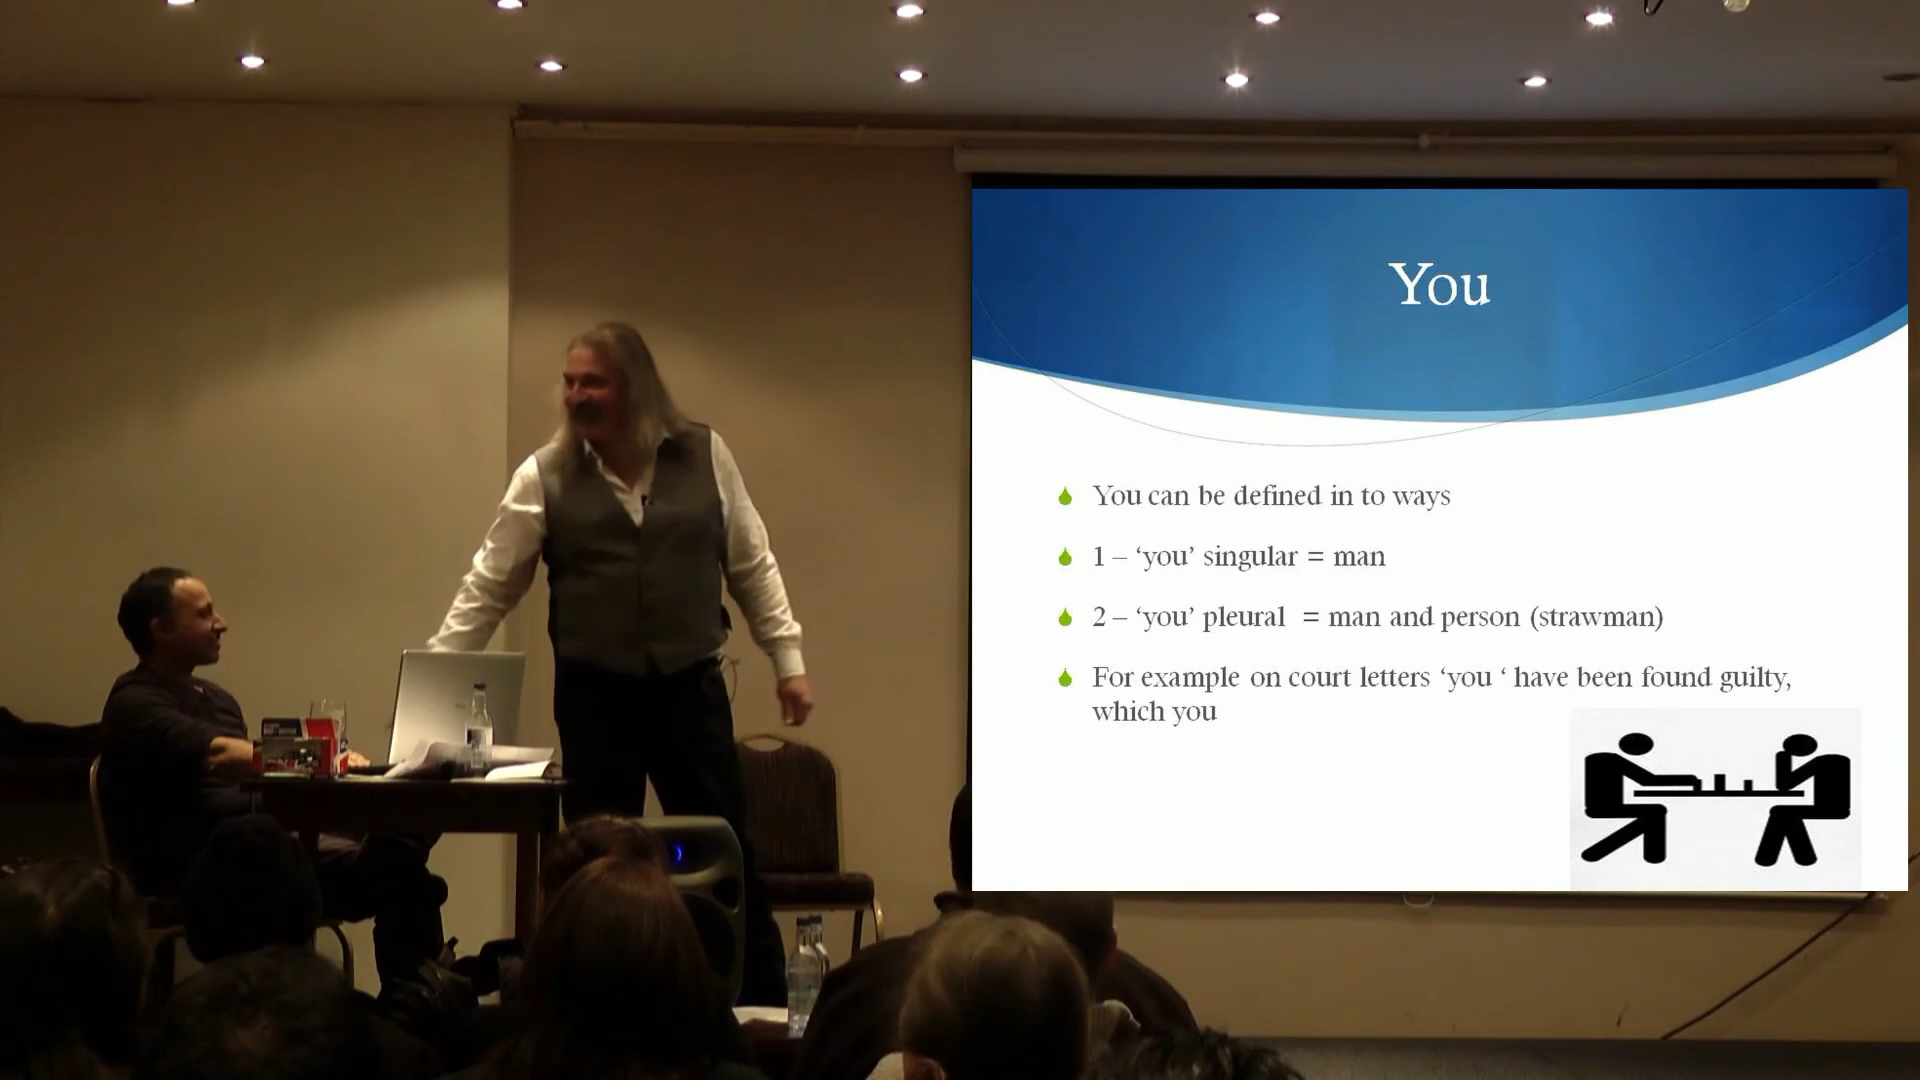 You
You can be defined in to ways
1 – ‘you’ singular = man
2 – ‘you’ pleural = man and person (strawman)
For example on court letters ‘you ‘ have been found guilty,
which you